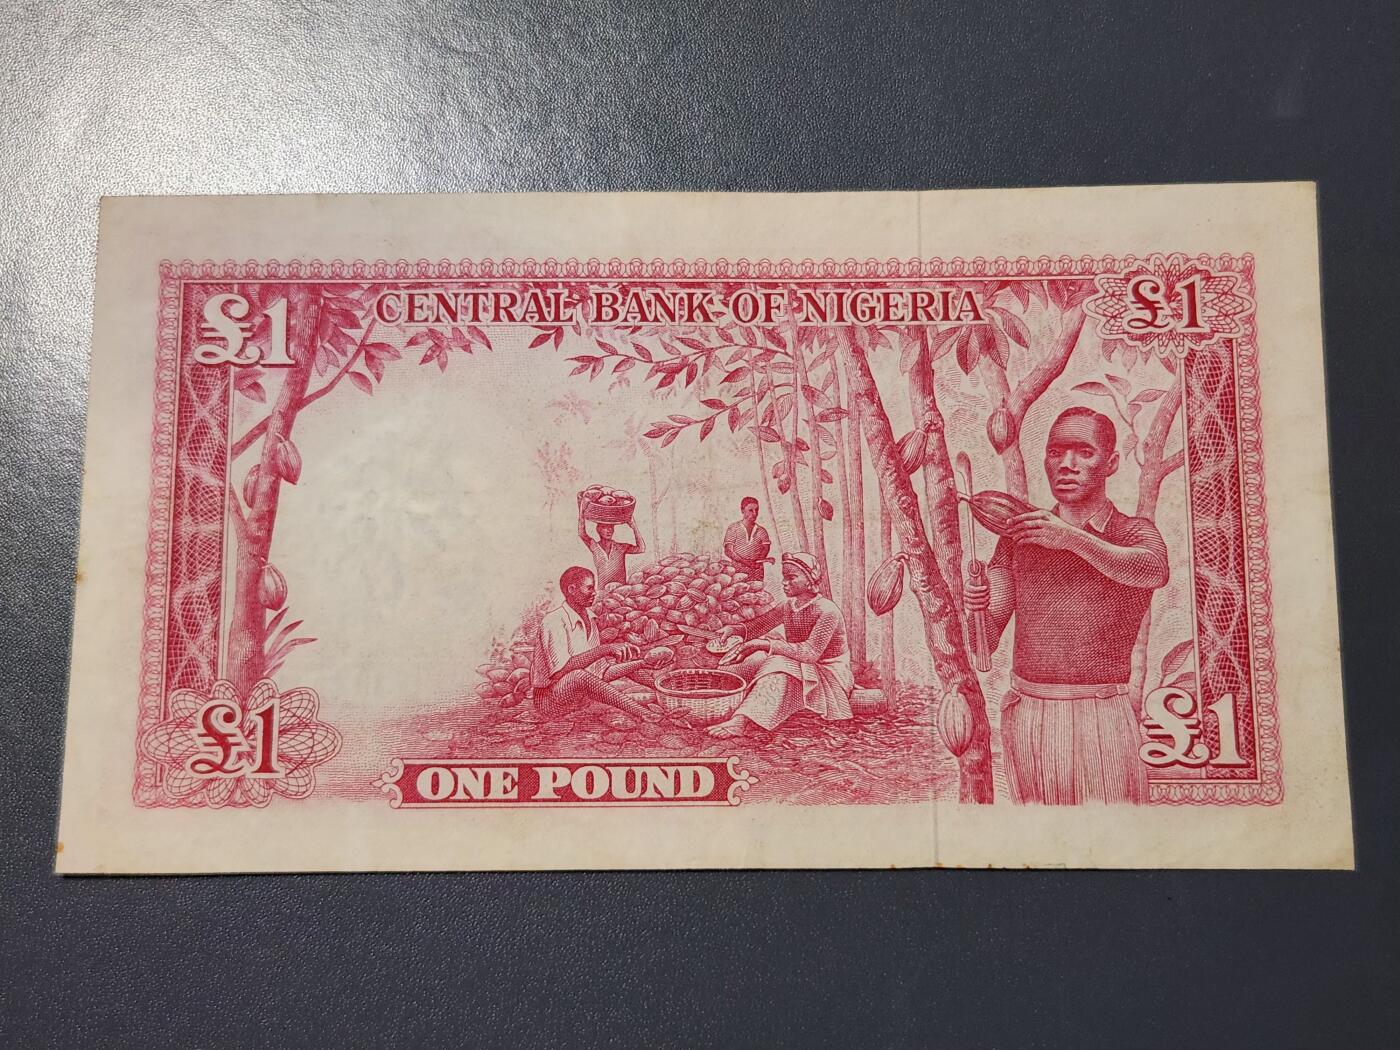 £1 CENTRAL BANK OF NIGERIA £1
£1 ONE POUND £1